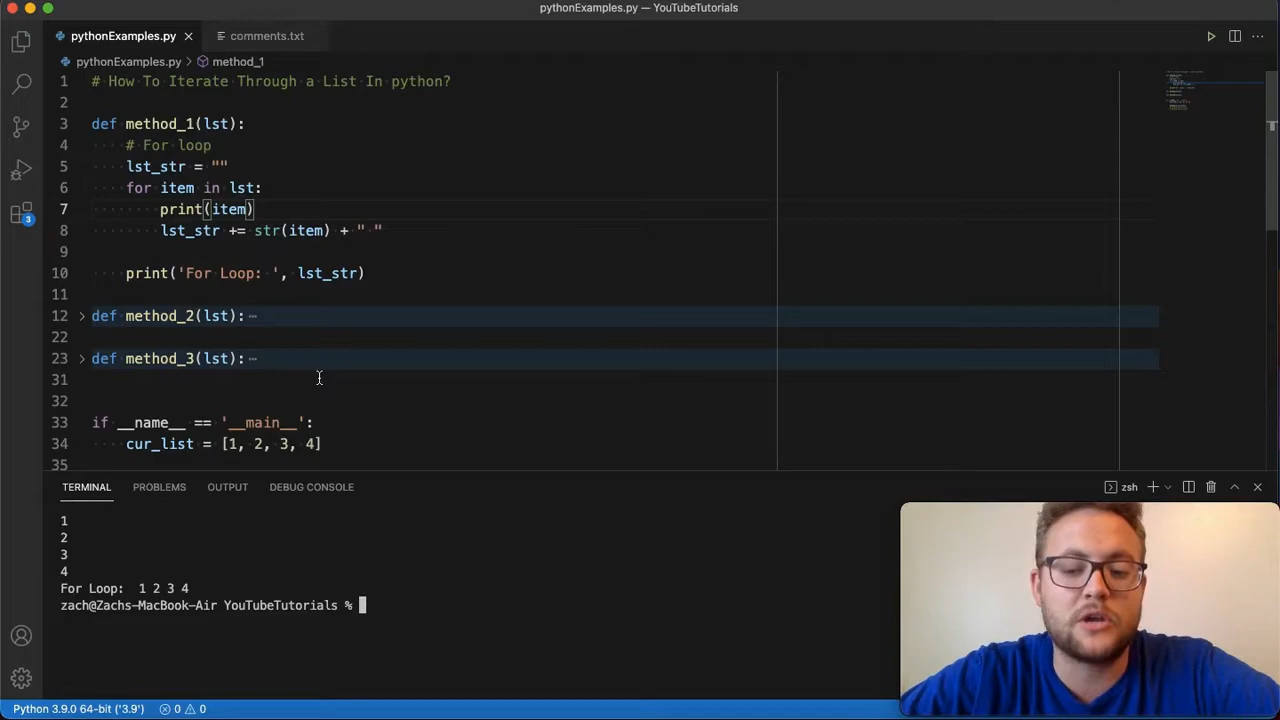 pythonExamples.py — YouTubeTutorials
pythonExamples.py
comments.txt
pythonExamples.py > method_1
1 # How To Iterate Through a List In python?
2
3 def method_1(lst):
4 # For loop
5 lst_str = ""
6 for item in lst:
7 print(item)
8 lst_str += str(item) + " "
9
10 print('For Loop: ', lst_str)
11
12 def method_2(lst):
22
23 def method_3(lst):
31
32
33 if __name__ == '__main__':
34 cur_list = [1, 2, 3, 4]
35
3
TERMINAL PROBLEMS OUTPUT DEBUG CONSOLE
zsh
1
2
3
4
For Loop:  1 2 3 4
zach@Zachs-MacBook-Air YouTubeTutorials %
Python 3.9.0 64-bit ('3.9') 0 0